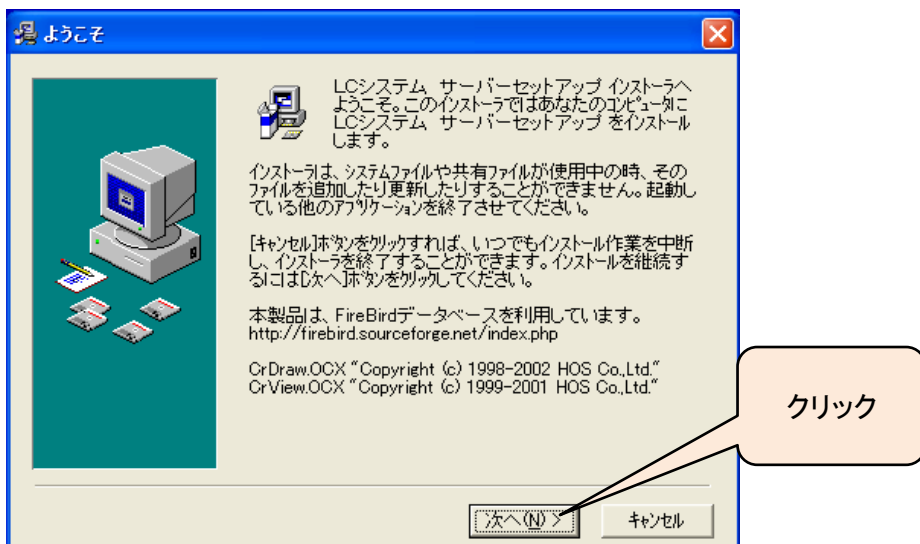 ようこそ
LCシステム サーバーセットアップ インストーラへ
ようこそ。このインストーラではあなたのコンピュータに
LCシステム サーバーセットアップ をインストール
します。
インストーラは、システムファイルや共有ファイルが使用中の時、その
ファイルを追加したり更新したりすることができません。起動し
ている他のアプリケーションを終了させてください。
[キャンセル]ボタンをクリックすれば、いつでもインストール作業を中断
し、インストーラを終了することができます。インストールを継続す
るには[次へ]ボタンをクリックしてください。
本製品は、FireBirdデータベースを利用しています。
http://firebird.sourceforge.net/index.php
CrDraw.OCX "Copyright (c) 1998-2002 HOS Co.,Ltd."
CrView.OCX "Copyright (c) 1999-2001 HOS Co.,Ltd."
クリック
次へ(N) >
キャンセル